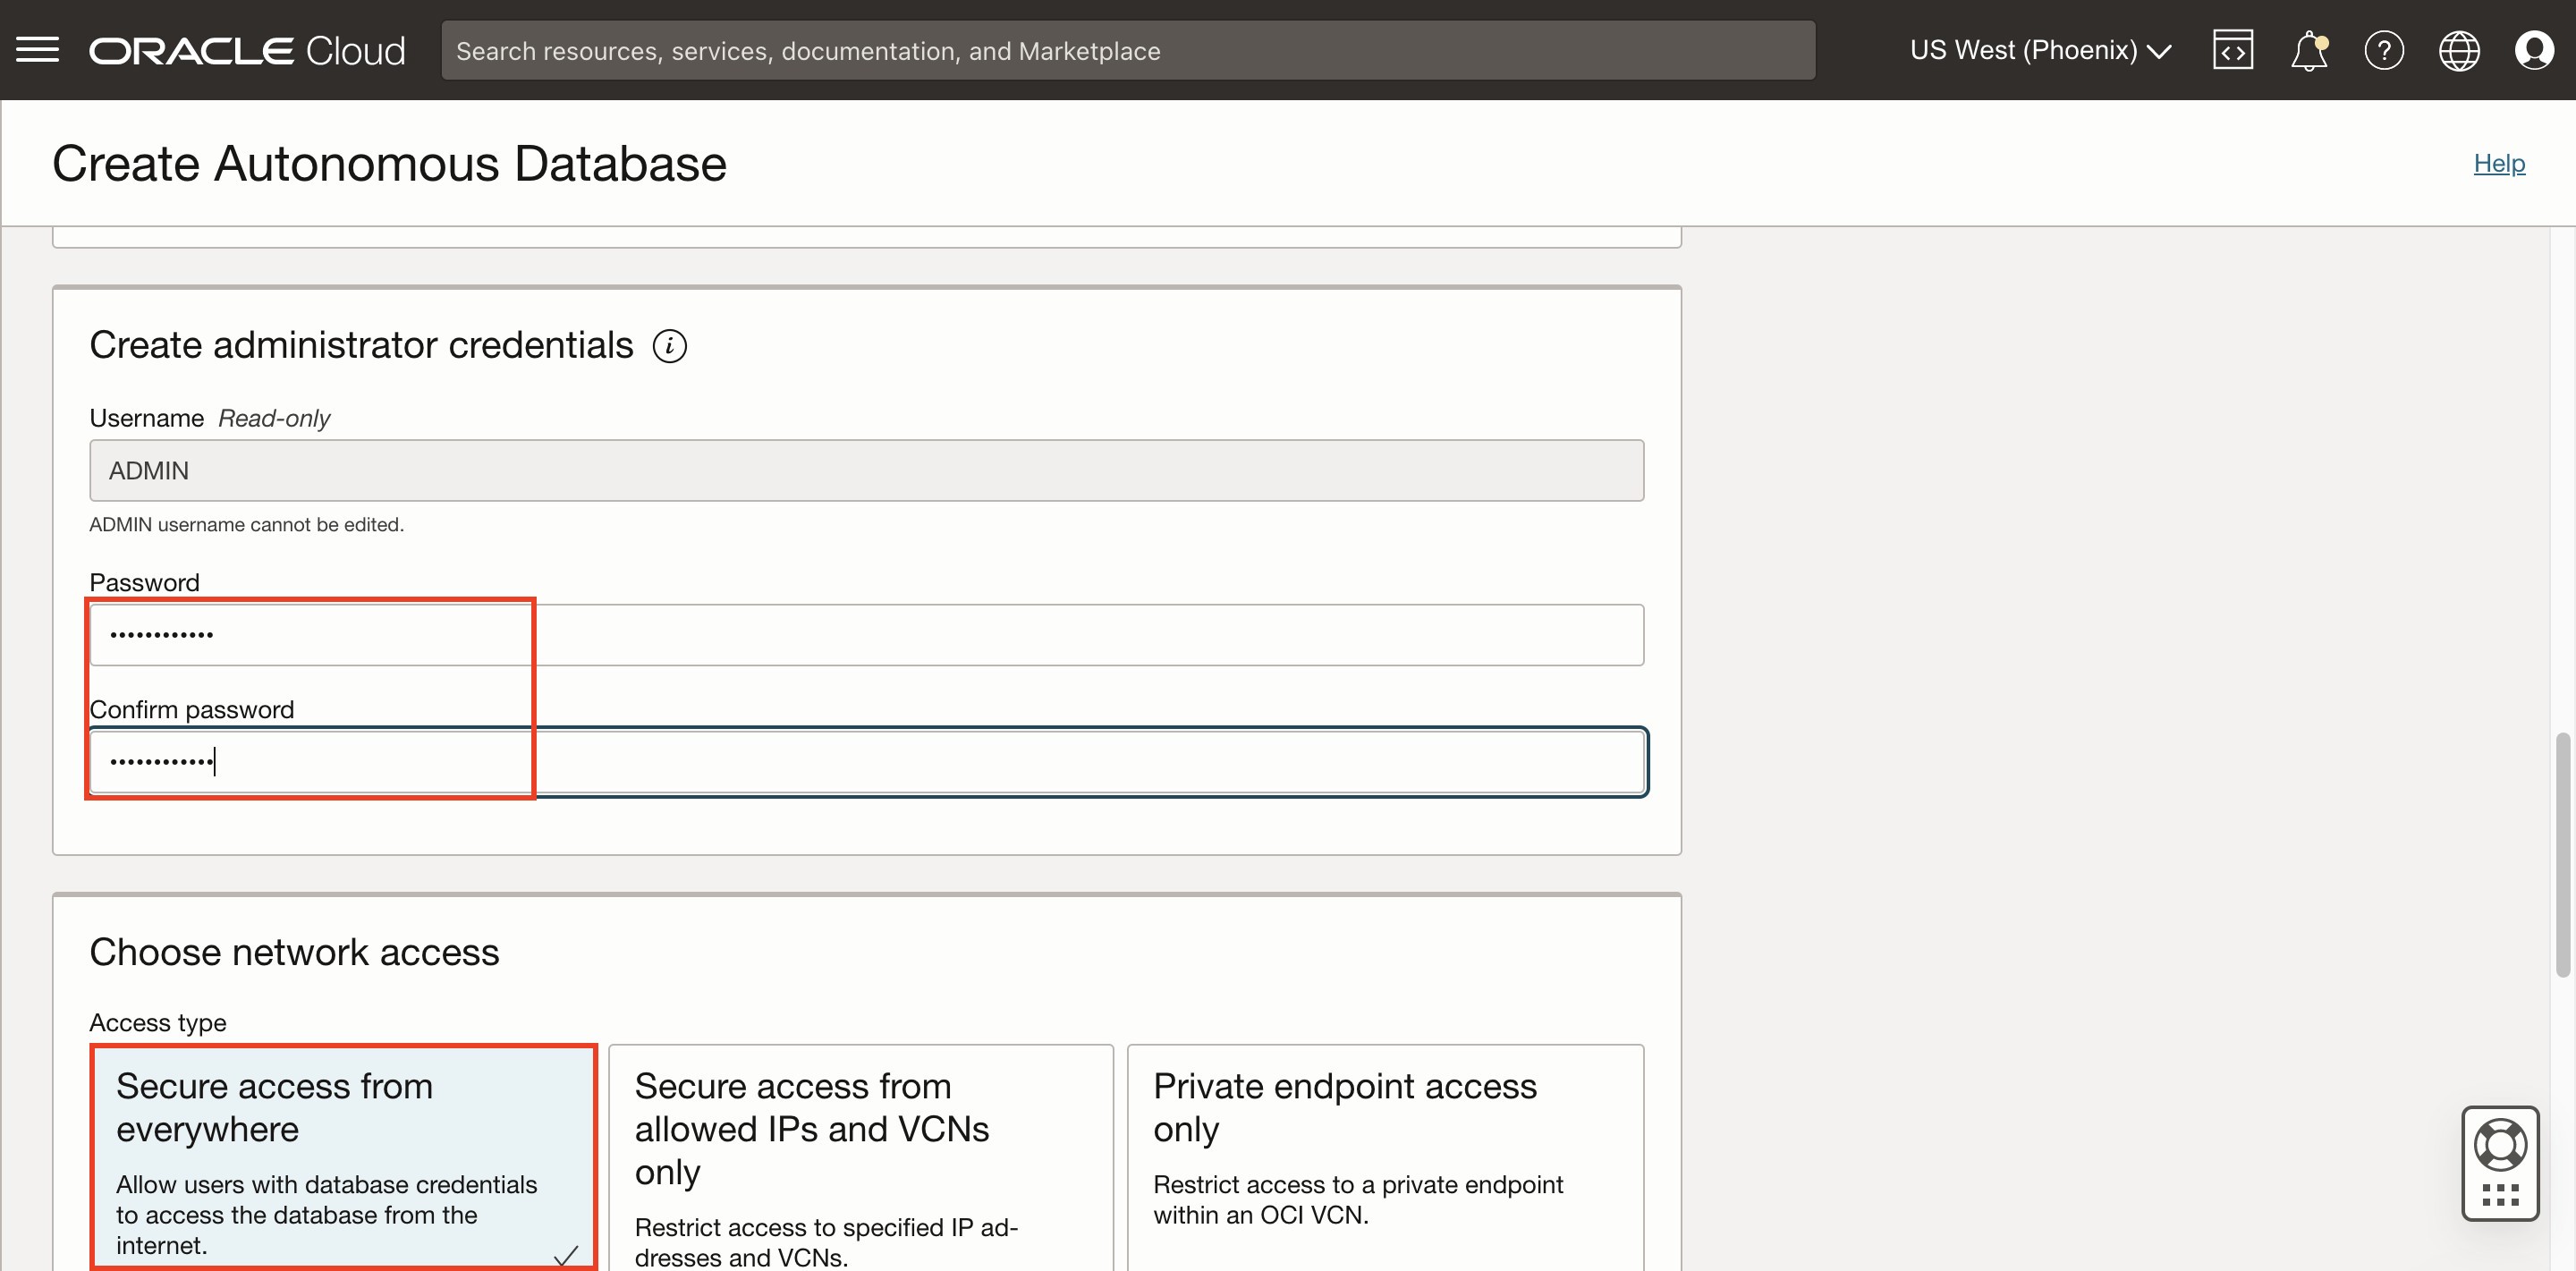 ORACLE Cloud
Search resources, services, documentation, and Marketplace
US West (Phoenix)
Create Autonomous Database
Help
Create administrator credentials
Username Read-only
ADMIN
ADMIN username cannot be edited.
Password
••••••••••••
Confirm password
••••••••••••
Choose network access
Access type
Secure access from
everywhere
Allow users with database credentials
to access the database from the
internet.
Secure access from
allowed IPs and VCNs
only
Restrict access to specified IP ad-
dresses and VCNs.
Private endpoint access
only
Restrict access to a private endpoint
within an OCI VCN.